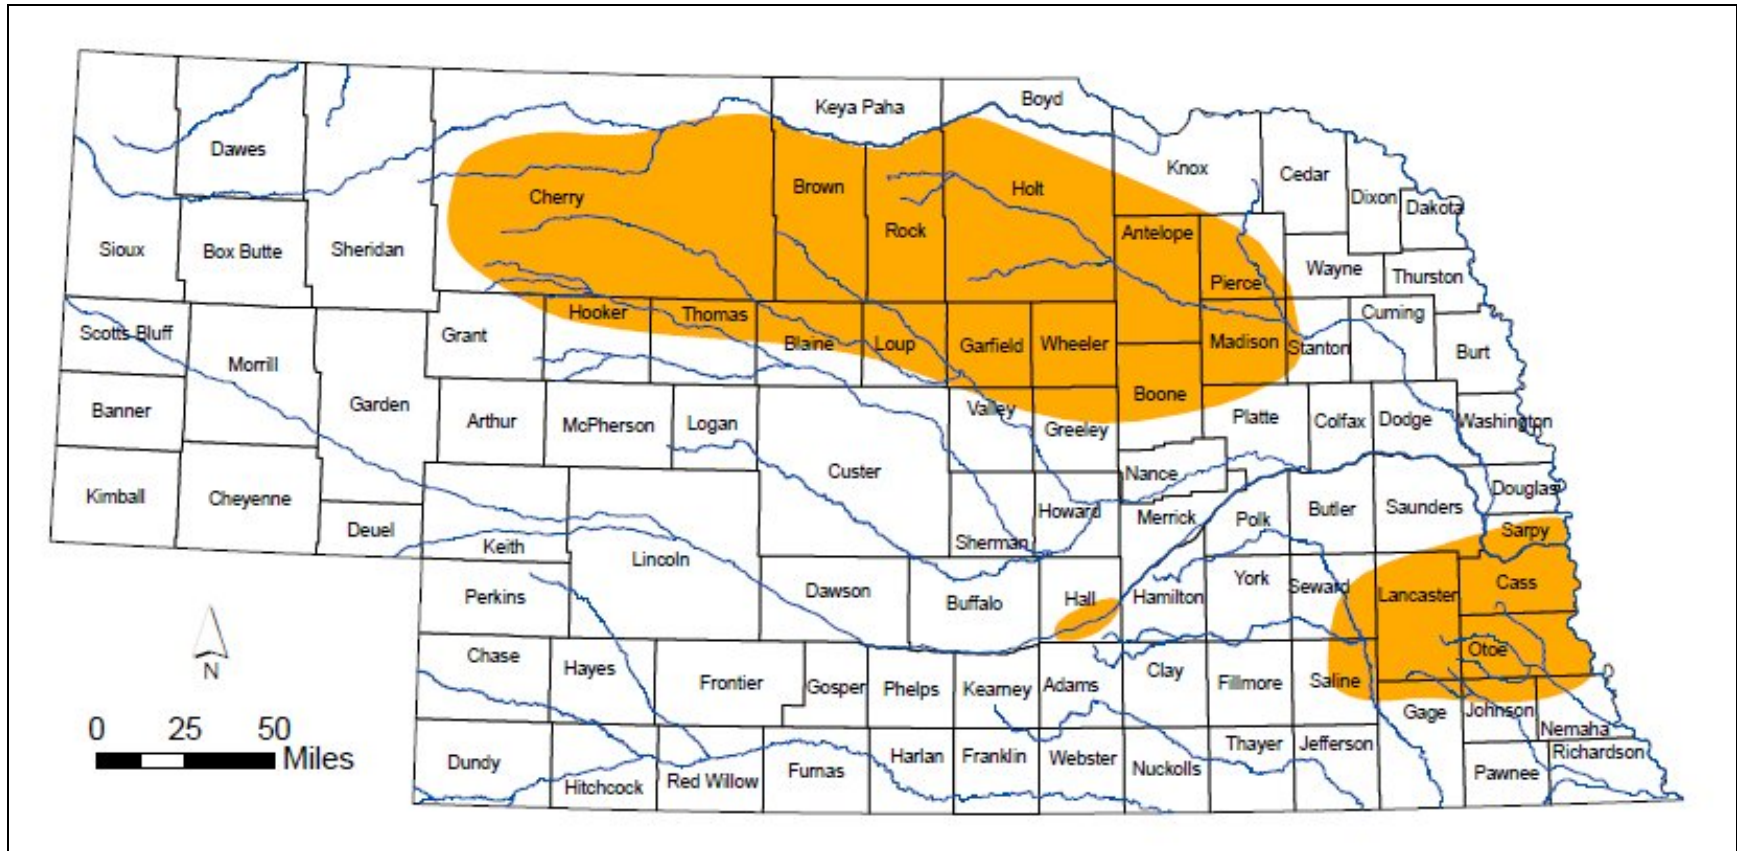 Keya Paha
Boyd
Dawes
Knox
Cedar
Dixon
Dakota
Cherry
Brown
Holt
Rock
Antelope
Sioux
Box Butte
Sheridan
Pierce
Wayne
Thurston
Scotts Bluff
Morrill
Grant
Hooker
Thomas
Blaine
Loup
Garfield
Wheeler
Madison
Stanton
Cuming
Burt
Banner
Garden
Arthur
McPherson
Logan
Valley
Greeley
Boone
Platte
Colfax
Dodge
Washington
Custer
Nance
Kimball
Cheyenne
Deuel
Keith
Lincoln
Sherman
Howard
Merrick
Polk
Butler
Saunders
Douglas
Sarpy
Perkins
Dawson
Buffalo
Hall
Hamilton
York
Seward
Lancaster
Cass
Otoe
N
Chase
Hayes
Frontier
Gosper
Phelps
Kearney
Adams
Clay
Fillmore
Saline
Gage
Johnson
Nemaha
0 25 50
Miles
Dundy
Hitchcock
Red Willow
Furnas
Harlan
Franklin
Webster
Nuckolls
Thayer
Jefferson
Pawnee
Richardson